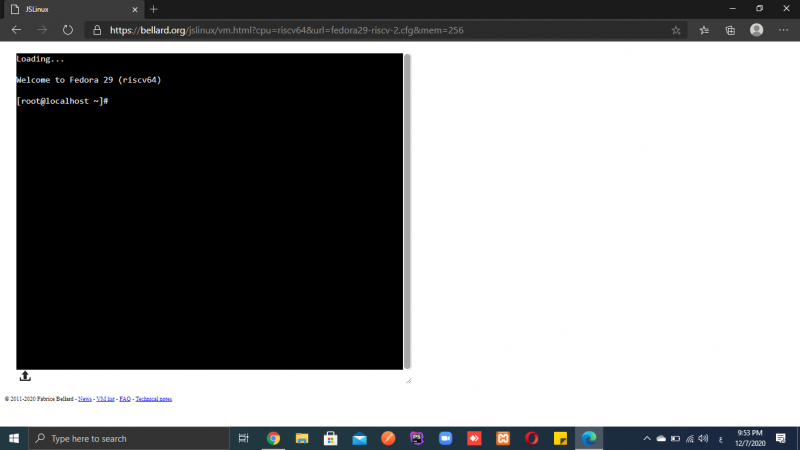 JSLinux
https://bellard.org/jslinux/vm.html?cpu=riscv64&url=fedora29-riscv-2.cfg&mem=256
Loading...
Welcome to Fedora 29 (riscv64)
[root@localhost ~]#
© 2011-2020 Fabrice Bellard - News - VM list - FAQ - Technical notes
Type here to search
PS
ع
9:53 PM
12/7/2020